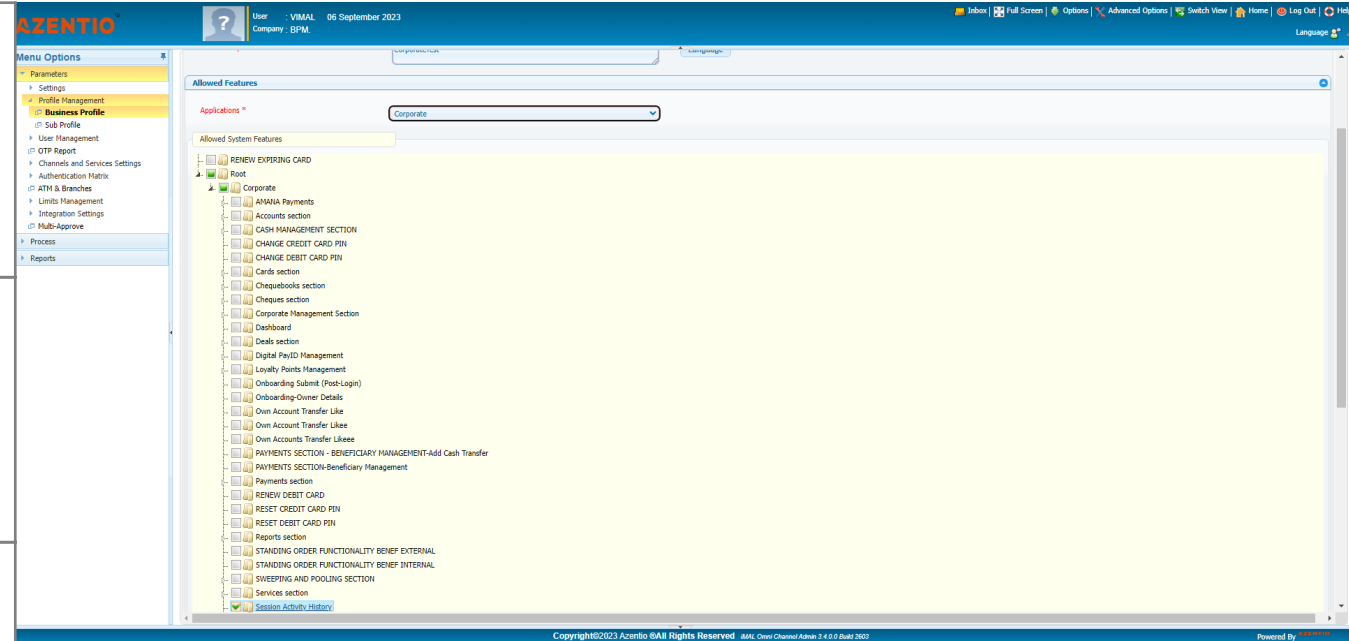 AZENTIO
?
User : VIMAL 06 September 2023
Company : BPM.
Inbox | Full Screen | Options | Advanced Options | Switch View | Home | Log Out | Hel
Language
Menu Options
Parameters
Settings
Profile Management
Business Profile
Sub Profile
User Management
OTP Report
Channels and Services Settings
Authentication Matrix
ATM & Branches
Limits Management
Integration Settings
Multi-Approve
Process
Reports
CorporateTest
Language
Allowed Features
Applications *
Corporate
Allowed System Features
RENEW EXPIRING CARD
Root
Corporate
AMANA Payments
Accounts section
CASH MANAGEMENT SECTION
CHANGE CREDIT CARD PIN
CHANGE DEBIT CARD PIN
Cards section
Chequebooks section
Cheques section
Corporate Management Section
Dashboard
Deals section
Digital PayID Management
Loyalty Points Management
Onboarding Submit (Post-Login)
Onboarding-Owner Details
Own Account Transfer Like
Own Account Transfer Likee
Own Accounts Transfer Likeee
PAYMENTS SECTION - BENEFICIARY MANAGEMENT-Add Cash Transfer
PAYMENTS SECTION-Beneficiary Management
Payments section
RENEW DEBIT CARD
RESET CREDIT CARD PIN
RESET DEBIT CARD PIN
Reports section
STANDING ORDER FUNCTIONALITY BENEF EXTERNAL
STANDING ORDER FUNCTIONALITY BENEF INTERNAL
SWEEPING AND POOLING SECTION
Services section
Session Activity History
Copyright©2023 Azentio ®All Rights Reserved iMAL Omni Channel Admin 3.4.0.0 Build 2603
Powered By AZENTIO